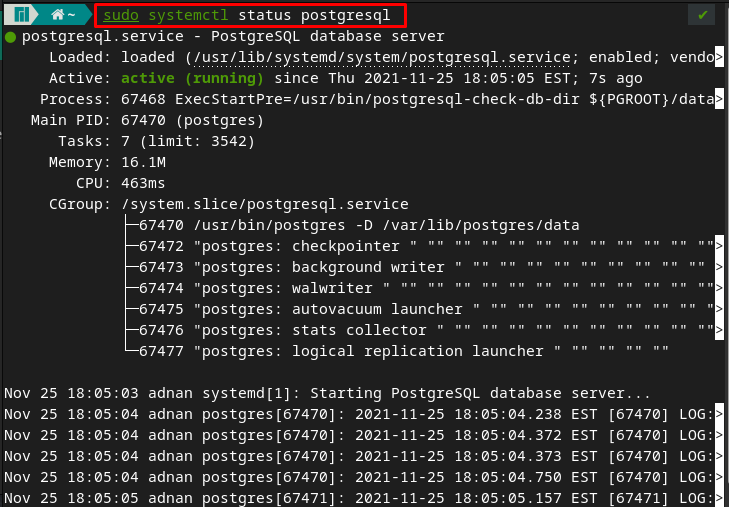 ~ sudo systemctl status postgresql ✔
● postgresql.service - PostgreSQL database server
Loaded: loaded (/usr/lib/systemd/system/postgresql.service; enabled; vendo>
Active: active (running) since Thu 2021-11-25 18:05:05 EST; 7s ago
Process: 67468 ExecStartPre=/usr/bin/postgresql-check-db-dir ${PGROOT}/data>
Main PID: 67470 (postgres)
Tasks: 7 (limit: 3542)
Memory: 16.1M
CPU: 463ms
CGroup: /system.slice/postgresql.service
├─67470 /usr/bin/postgres -D /var/lib/postgres/data
├─67472 "postgres: checkpointer " "" "" "" "" "" "" "" "" "" "" "">
├─67473 "postgres: background writer " "" "" "" "" "" "" "" "" "" >
├─67474 "postgres: walwriter " "" "" "" "" "" "" "" "" "" "" "" "">
├─67475 "postgres: autovacuum launcher " "" "" "" "" "" "" "" "" ">
├─67476 "postgres: stats collector " "" "" "" "" "" "" "" "" "" "">
└─67477 "postgres: logical replication launcher " "" "" "" ""
Nov 25 18:05:03 adnan systemd[1]: Starting PostgreSQL database server...
Nov 25 18:05:04 adnan postgres[67470]: 2021-11-25 18:05:04.238 EST [67470] LOG:>
Nov 25 18:05:04 adnan postgres[67470]: 2021-11-25 18:05:04.372 EST [67470] LOG:>
Nov 25 18:05:04 adnan postgres[67470]: 2021-11-25 18:05:04.373 EST [67470] LOG:>
Nov 25 18:05:04 adnan postgres[67470]: 2021-11-25 18:05:04.750 EST [67470] LOG:>
Nov 25 18:05:05 adnan postgres[67471]: 2021-11-25 18:05:05.157 EST [67471] LOG:>